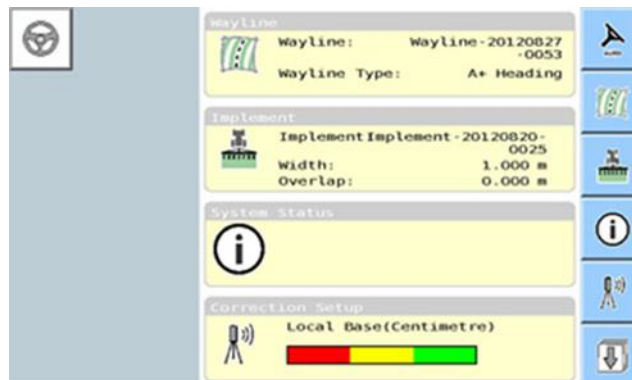 Wayline
Wayline: Wayline-20120827
-0053
Wayline Type: A+ Heading
Implement
Implement Implement-20120820-
0025
Width: 1.000 m
Overlap: 0.000 m
System Status
Correction Setup
Local Base(Centimetre)
AUTO